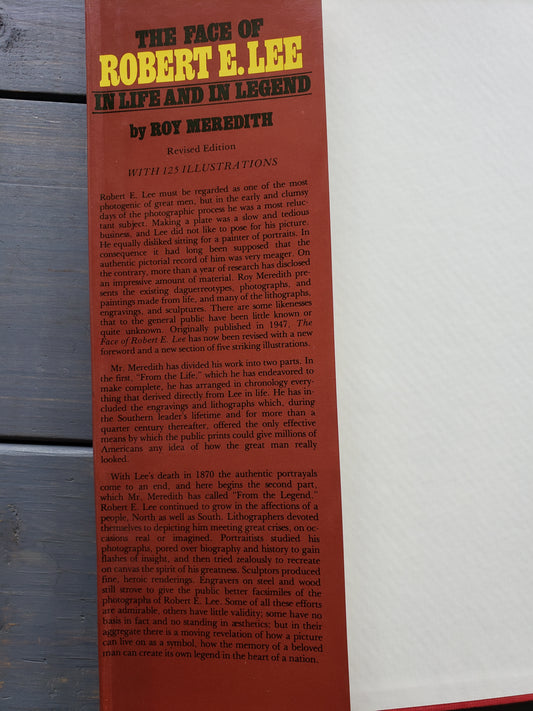 THE FACE OF
ROBERT E. LEE
IN LIFE AND IN LEGEND
by ROY MEREDITH
Revised Edition
WITH 125 ILLUSTRATIONS
Robert E. Lee must be regarded as one of the most
photogenic of great men, but in the early and clumsy
days of the photographic process he was a most reluc-
tant subject. Making a plate was a slow and tedious
business, and Lee did not like to pose for his picture.
He equally disliked sitting for a painter of portraits. In
consequence it had long been supposed that the
authentic pictorial record of him was very meager. On
the contrary, more than a year of research has disclosed
an impressive amount of material. Roy Meredith pre-
sents the existing daguerreotypes, photographs, and
paintings made from life, and many of the lithographs,
engravings, and sculptures. There are some likenesses
that to the general public have been little known or
quite unknown. Originally published in 1947, The
Face of Robert E. Lee has now been revised with a new
foreword and a new section of five striking illustrations.
Mr. Meredith has divided his work into two parts. In
the first, "From the Life," which he has endeavored to
make complete, he has arranged in chronology every-
thing that derived directly from Lee in life. He has in-
cluded the engravings and lithographs which, during
the Southern leader's lifetime and for more than a
quarter century thereafter, offered the only effective
means by which the public prints could give millions of
Americans any idea of how the great man really
looked.
With Lee's death in 1870 the authentic portrayals
come to an end, and here begins the second part,
which Mr. Meredith has called "From the Legend."
Robert E. Lee continued to grow in the affections of a
people, North as well as South. Lithographers devoted
themselves to depicting him meeting great crises, on oc-
casions real or imagined. Portraitists studied his
photographs, pored over biography and history to gain
flashes of insight, and then tried zealously to recreate
on canvas the spirit of his greatness. Sculptors produced
fine, heroic renderings. Engravers on steel and wood
still strove to give the public better facsimiles of the
photographs of Robert E. Lee. Some of all these efforts
are admirable, others have little validity; some have no
basis in fact and no standing in æsthetics; but in their
aggregate there is a moving revelation of how a picture
can live on as a symbol, how the memory of a beloved
man can create its own legend in the heart of a nation.